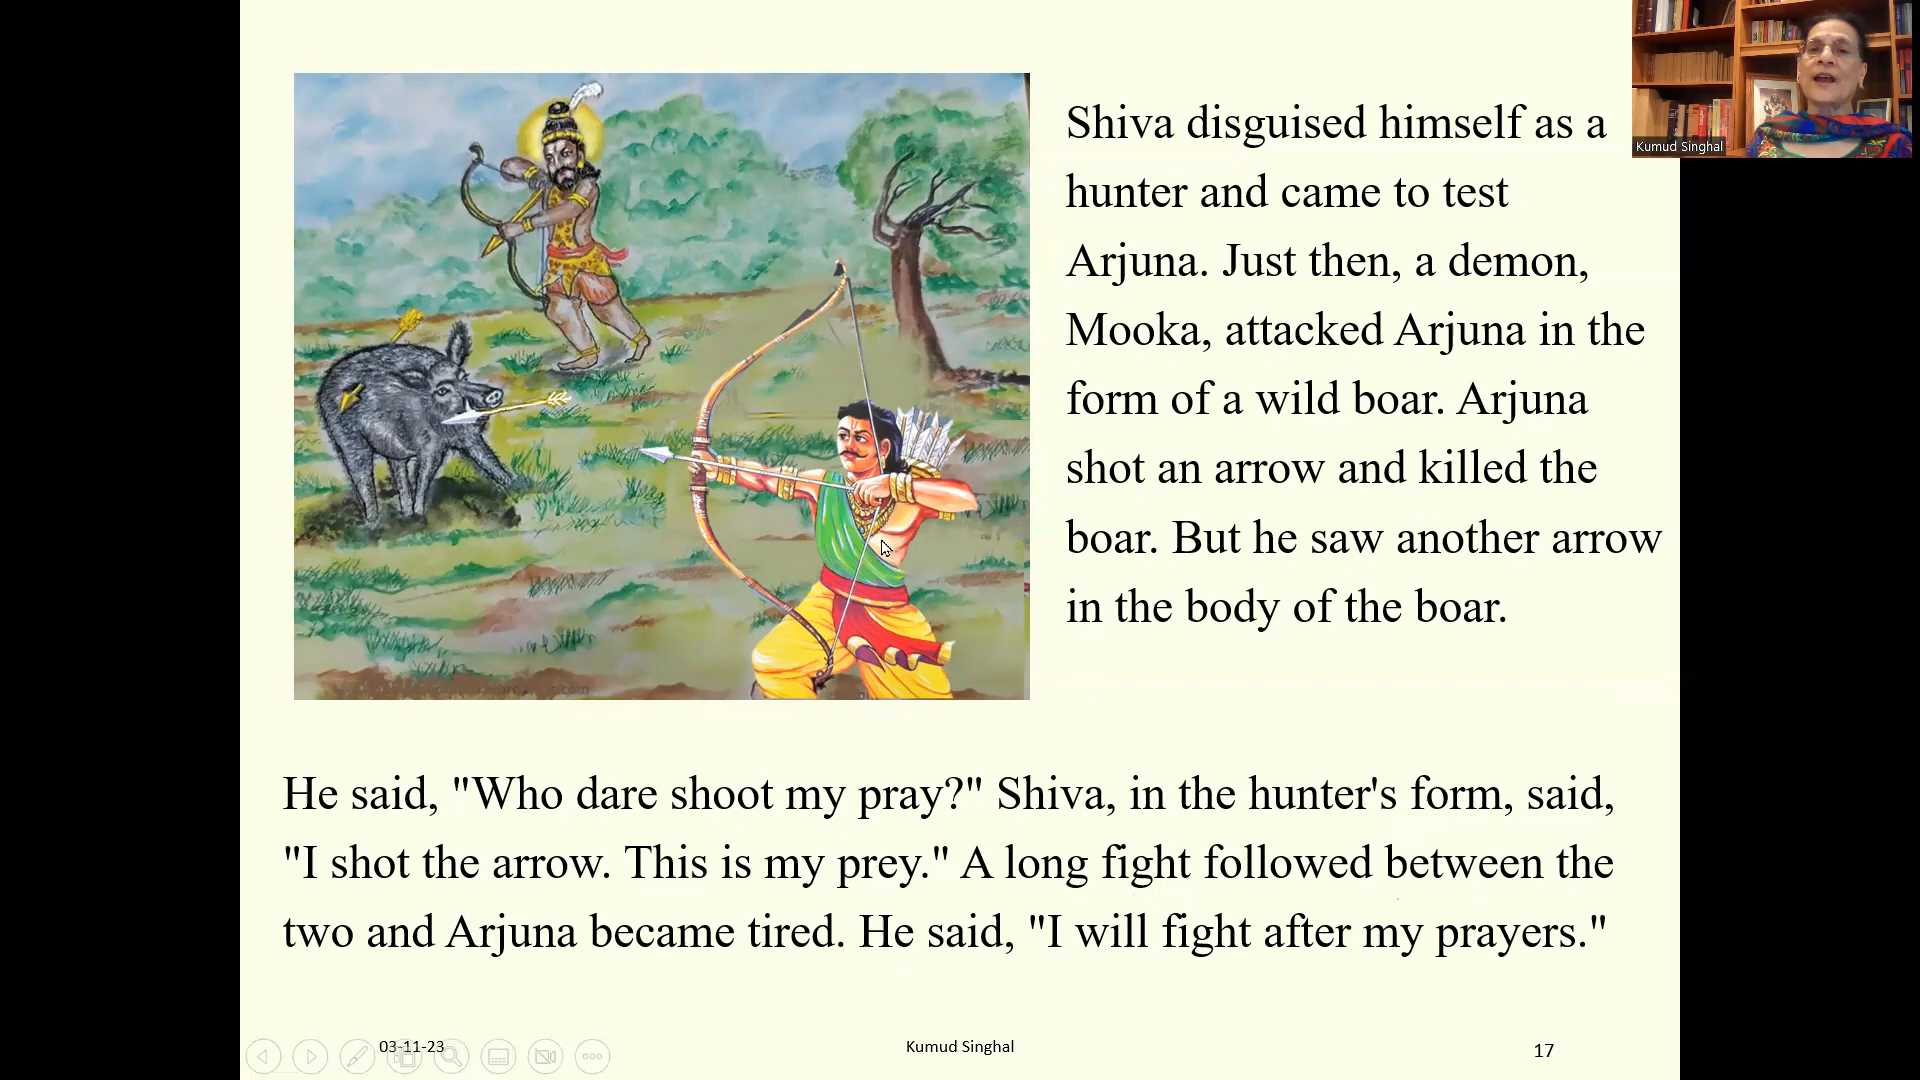 Shiva disguised himself as a
hunter and came to test
Arjuna. Just then, a demon,
Mooka, attacked Arjuna in the
form of a wild boar. Arjuna
shot an arrow and killed the
boar. But he saw another arrow
in the body of the boar.
Kumud Singhal
He said, "Who dare shoot my pray?" Shiva, in the hunter's form, said,
"I shot the arrow. This is my prey." A long fight followed between the
two and Arjuna became tired. He said, "I will fight after my prayers."
03-11-23
Kumud Singhal
17